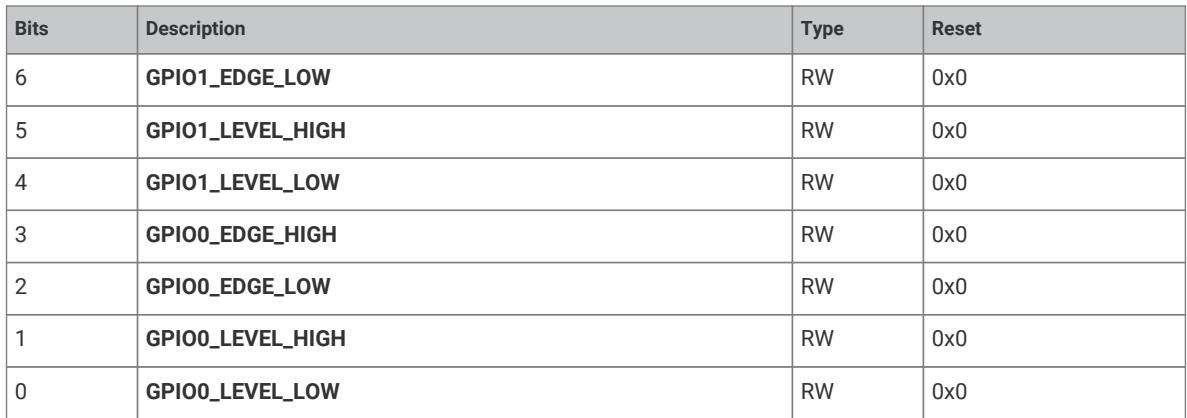 Bits Description Type Reset
6 GPIO1_EDGE_LOW RW 0x0
5 GPIO1_LEVEL_HIGH RW 0x0
4 GPIO1_LEVEL_LOW RW 0x0
3 GPIO0_EDGE_HIGH RW 0x0
2 GPIO0_EDGE_LOW RW 0x0
1 GPIO0_LEVEL_HIGH RW 0x0
0 GPIO0_LEVEL_LOW RW 0x0